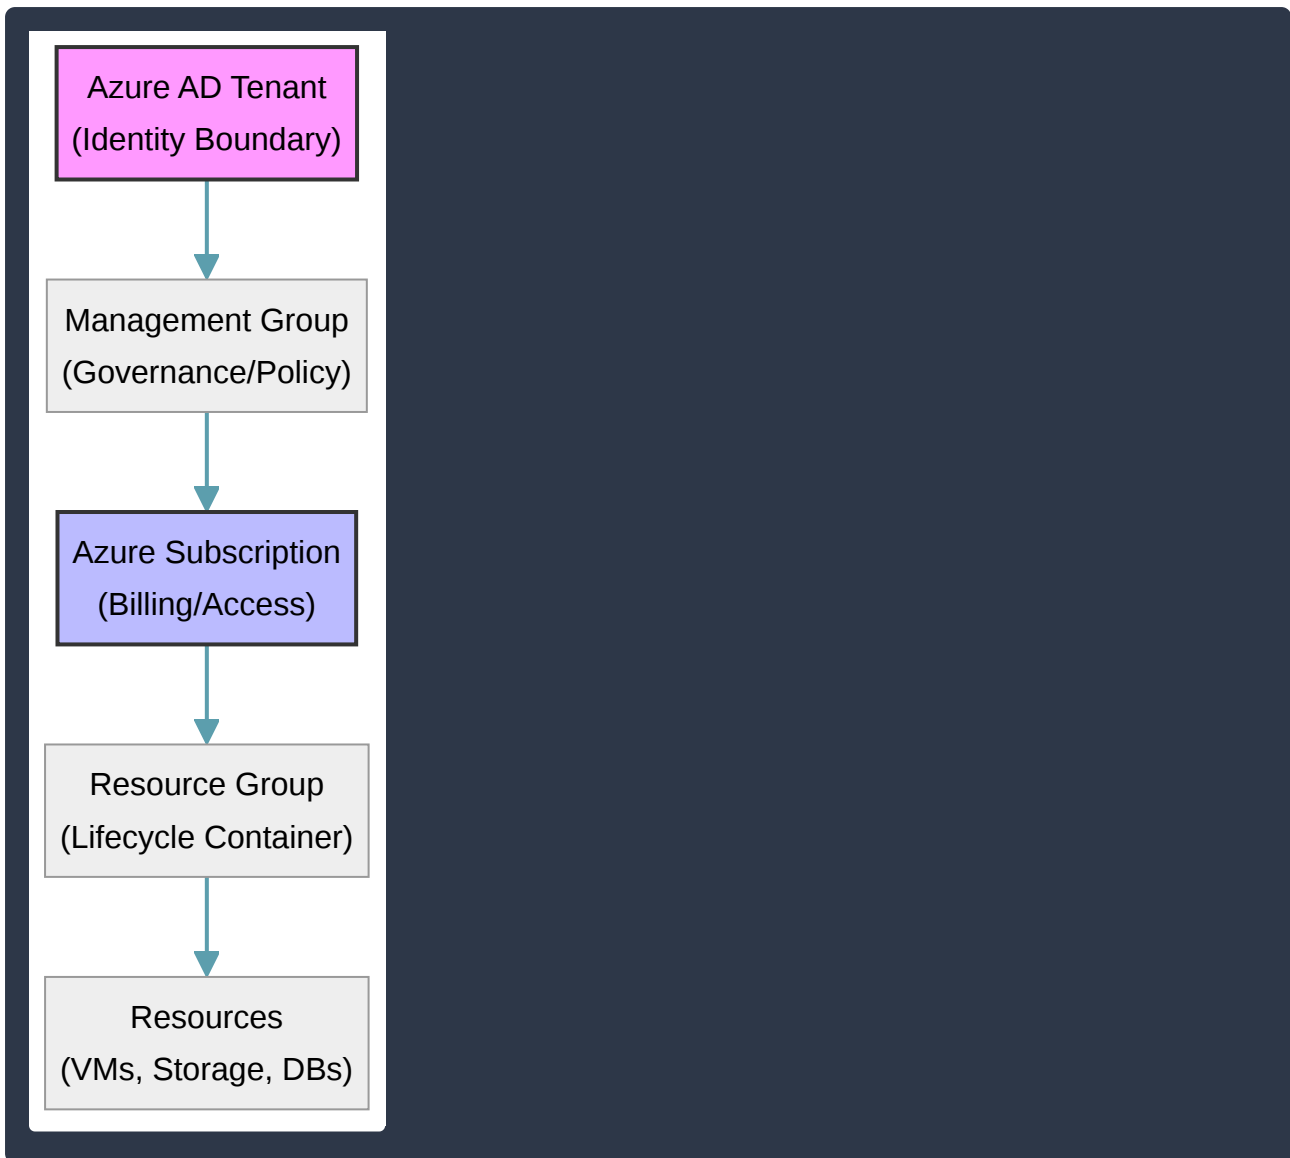 Azure AD Tenant
(Identity Boundary)
Management Group
(Governance/Policy)
Azure Subscription
(Billing/Access)
Resource Group
(Lifecycle Container)
Resources
(VMs, Storage, DBs)